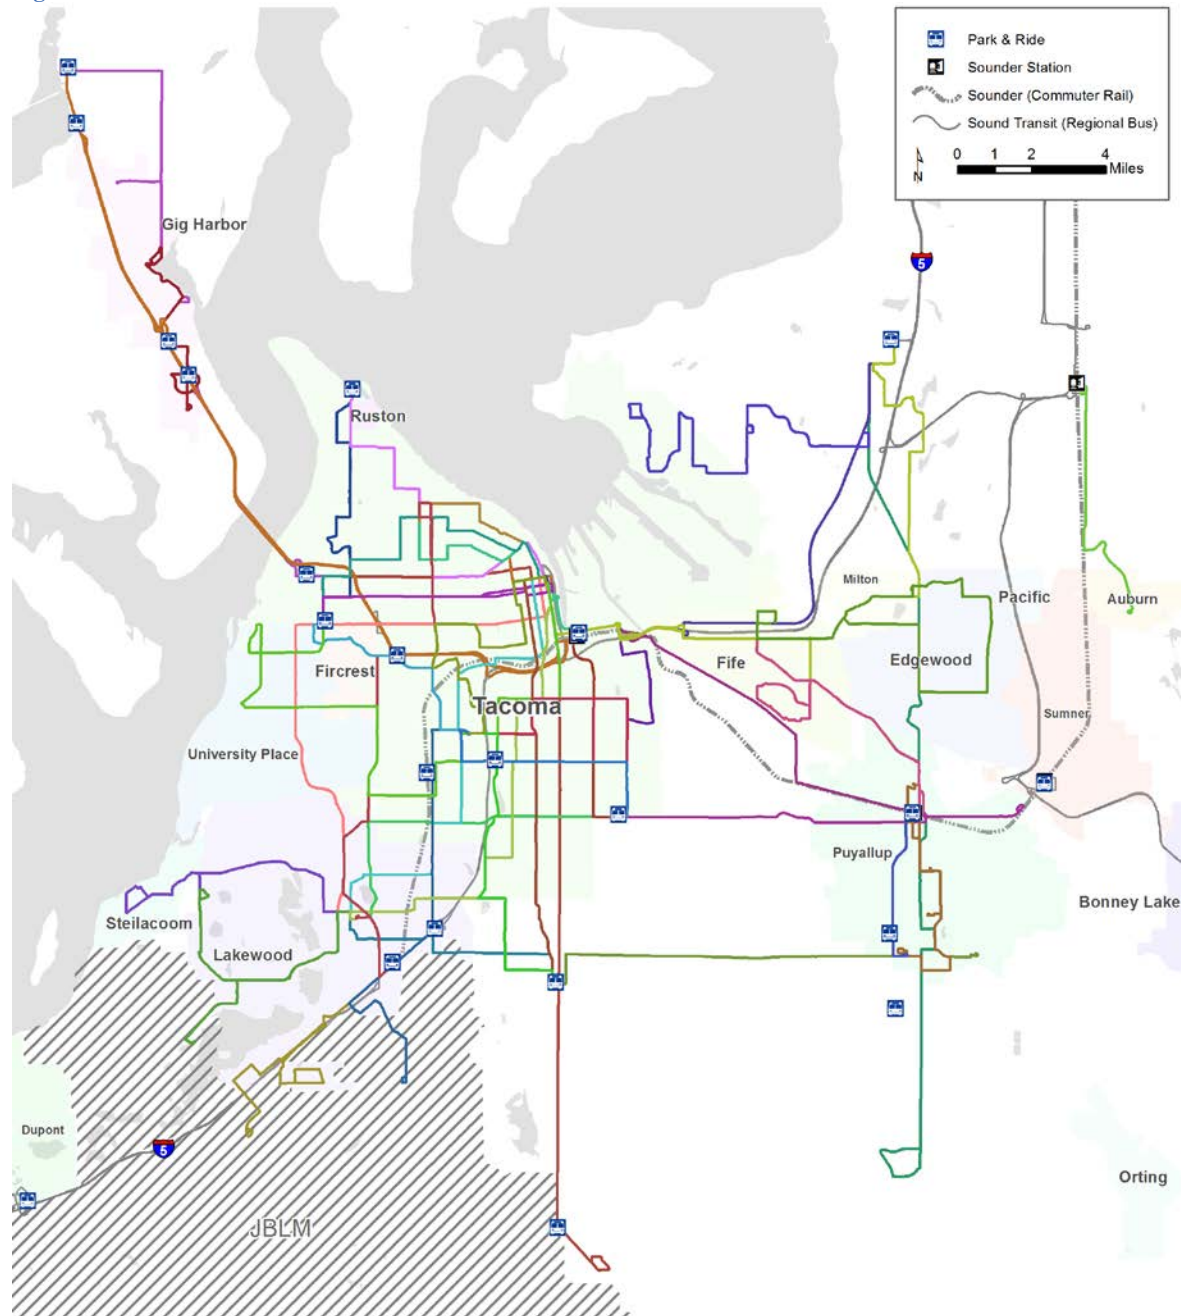 Park & Ride
Sounder Station
Sounder (Commuter Rail)
Sound Transit (Regional Bus)
0 1 2 4
Miles
N
Gig Harbor
5
Ruston
Milton
Pacific
Auburn
Fircrest
Fife
Edgewood
Tacoma
Sumner
University Place
Puyallup
Bonney Lake
Steilacoom
Lakewood
Dupont
5
Orting
JBLM